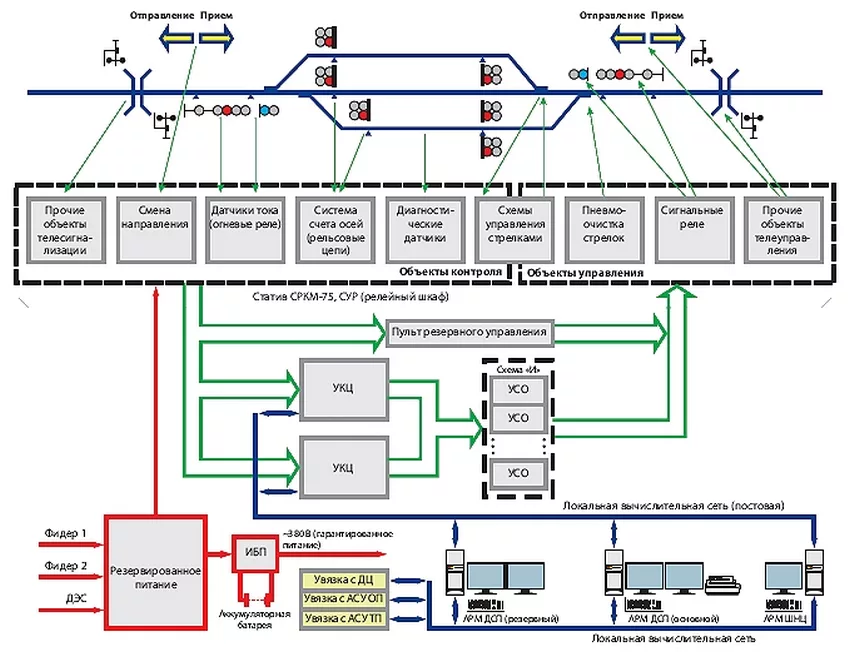 Отправление Прием
Отправление Прием
Прочие
объекты
телесигна-
лизации
Смена
направления
Датчики тока
(огневые реле)
Система
счета осей
(рельсовые
цепи)
Диагности-
ческие
датчики
Схемы
управления
стрелками
Пневмо-
очистка
стрелок
Сигнальные
реле
Прочие
объекты
телеуправ-
ления
Объекты контроля
Объекты управления
Статив СРКМ-75, СУР (релейный шкаф)
Пульт резервного управления
УКЦ
УКЦ
Схема «И»
УСО
УСО
УСО
Локальная вычислительная сеть (постовая)
Фидер 1
Фидер 2
ДЭС
Резервированное
питание
ИБП
~380В (гарантированное
питание)
Аккумуляторная
батарея
Увязка с ДЦ
Увязка с АСУ ОП
Увязка с АСУ ТП
АРМ ДСП (резервный)
АРМ ДСП (основной)
АРМ ШНЦ
Локальная вычислительная сеть